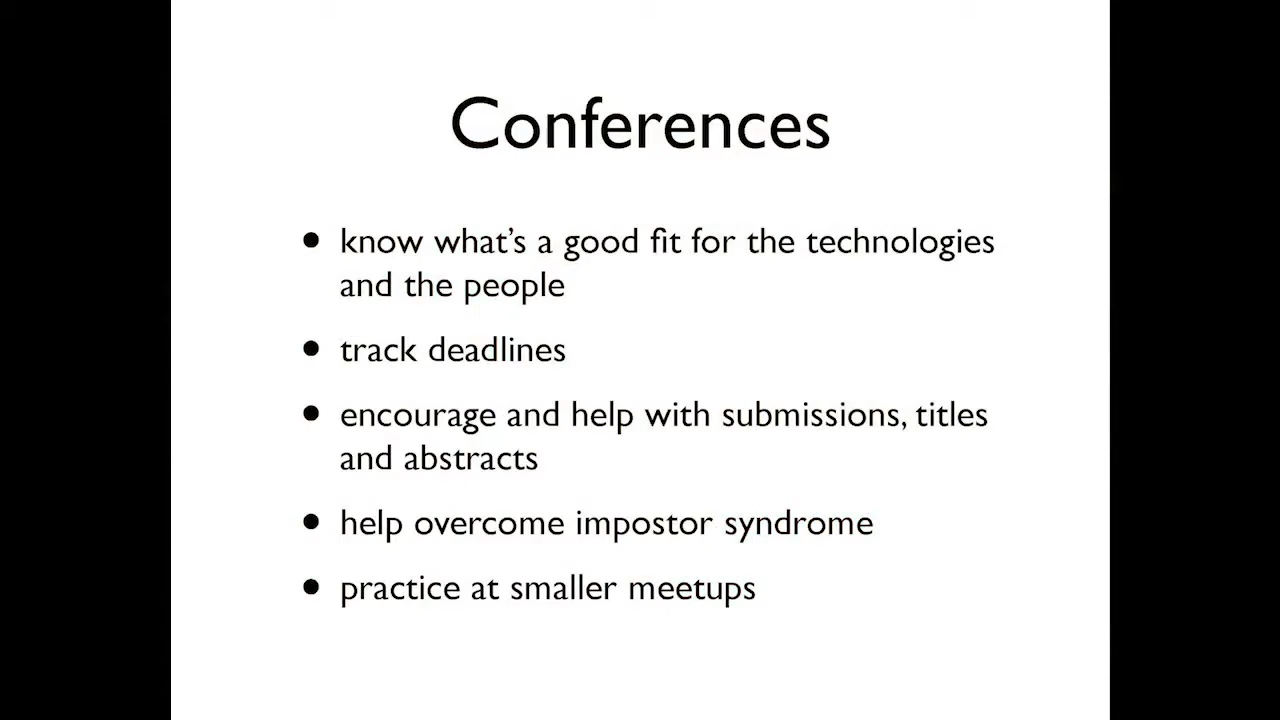 Conferences
• know what's a good fit for the technologies
and the people
• track deadlines
• encourage and help with submissions, titles
and abstracts
• help overcome impostor syndrome
• practice at smaller meetups